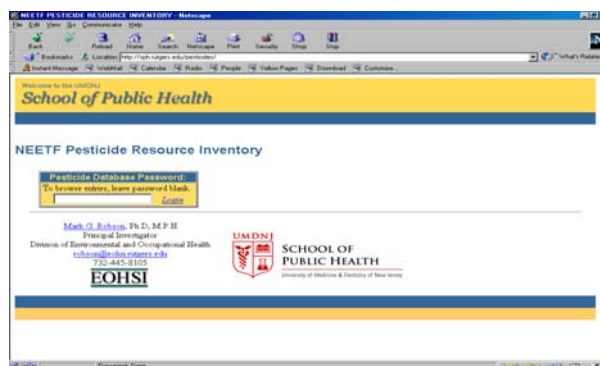 NEETF PESTICIDE RESOURCE INVENTORY - Netscape
File Edit View Go Communicator Help
Back Reload Home Search Netscape Print Security Shop Stop
Bookmarks Location: http://sph.rutgers.edu/pesticides/ What's Related
Instant Message WebMail Calendar Radio People Yellow Pages Download Customize...
Welcome to the UMDNJ
School of Public Health
NEETF Pesticide Resource Inventory
Pesticide Database Password:
To browse entries, leave password blank.
Login
Mark G. Robson, Ph.D, M.P.H.
Principal Investigator
Division of Environmental and Occupational Health
robson@eohsi.rutgers.edu
732-445-8105
EOHSI
UMDNJ
SCHOOL OF
PUBLIC HEALTH
University of Medicine & Dentistry of New Jersey
Document: Done